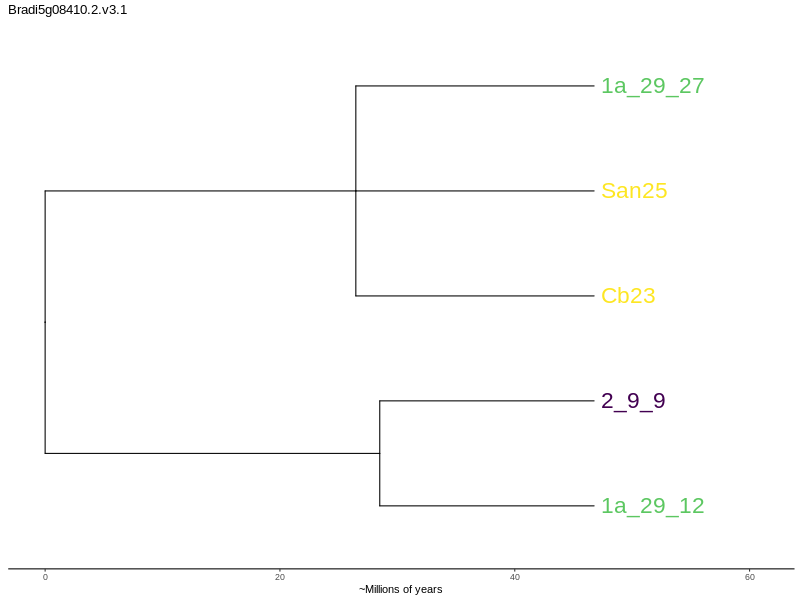 Bradi5g08410.2.v3.1
1a_29_27
San25
Cb23
2_9_9
1a_29_12
0 20 40 60
~Millions of years